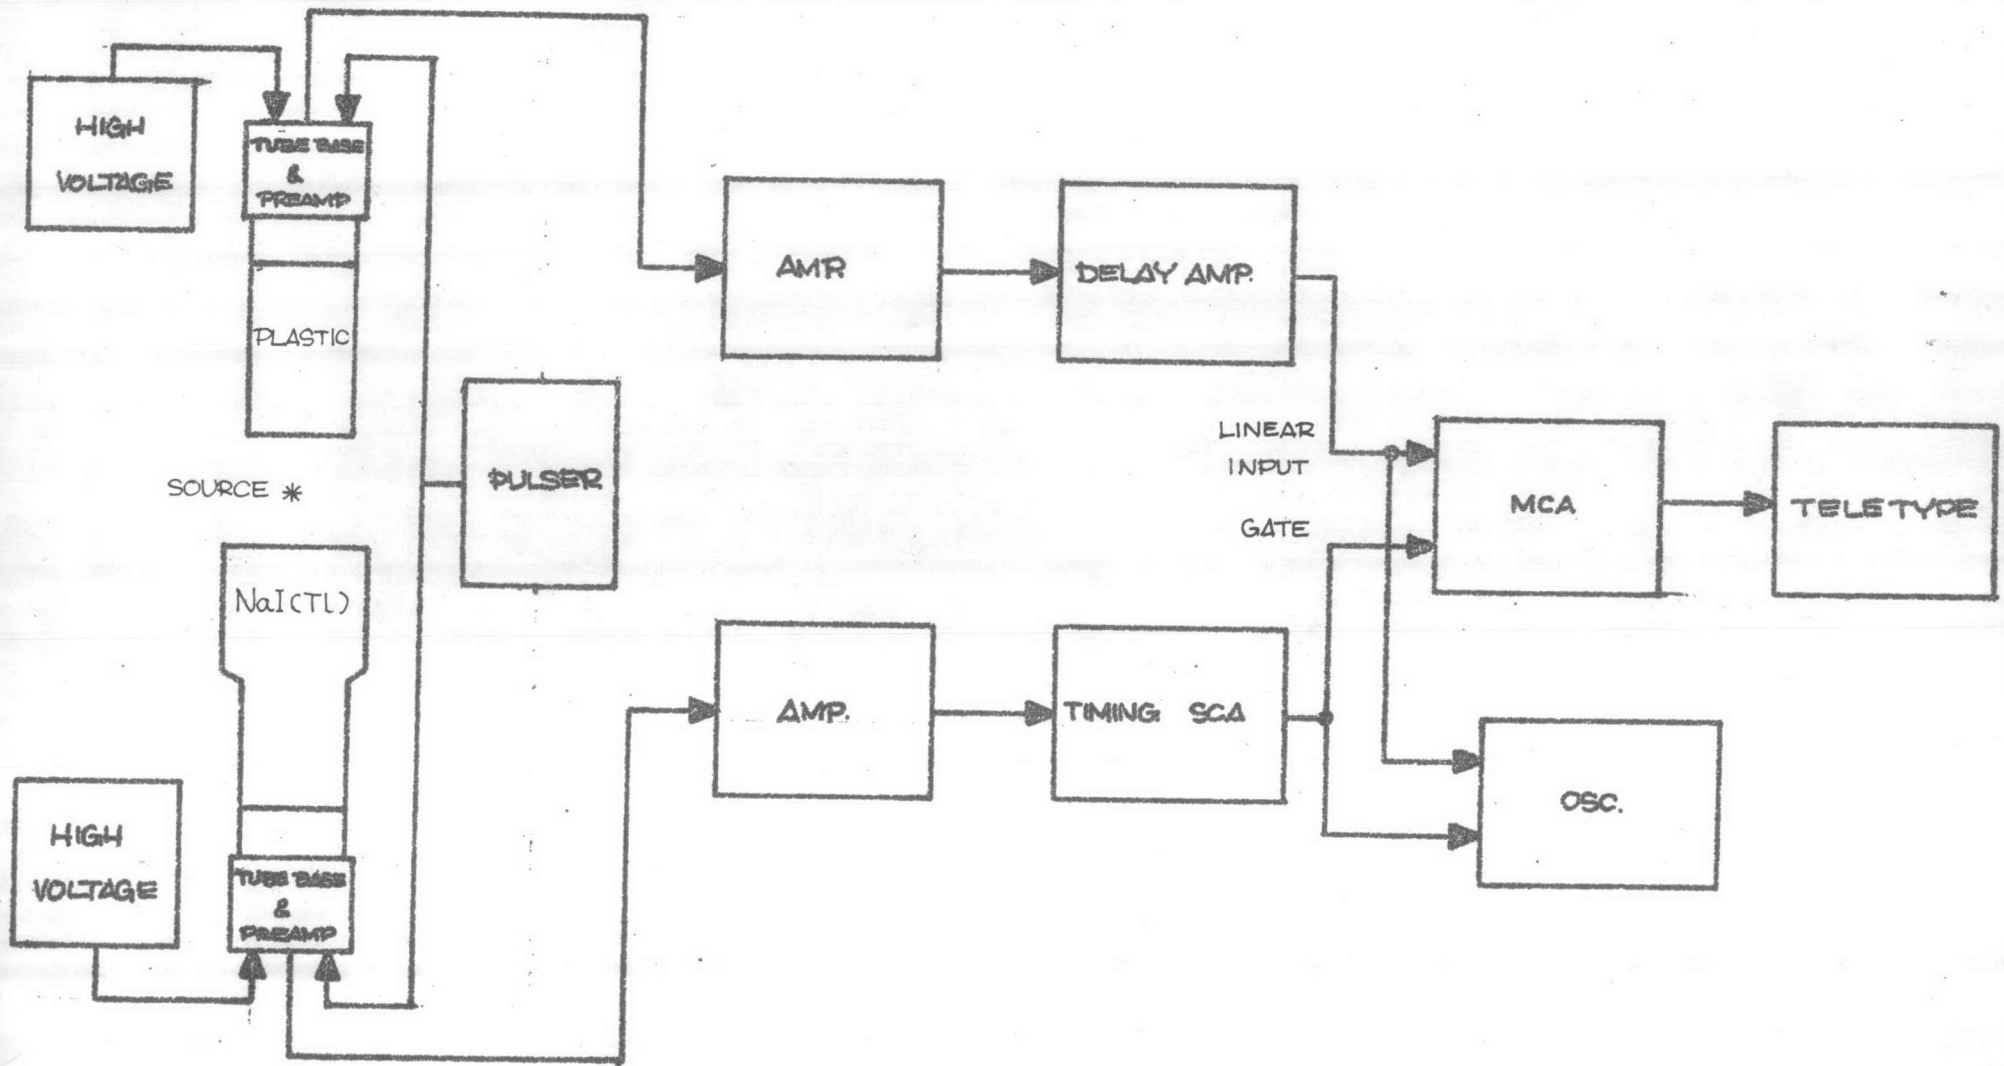 HIGH
VOLTAGE
TUBE BASE
&
PREAMP
PLASTIC
AMP.
DELAY AMP.
PULSER
SOURCE *
LINEAR
INPUT
GATE
MCA
TELETYPE
NaI(Tl)
AMP.
TIMING SCA
OSC.
HIGH
VOLTAGE
TUBE BASE
&
PREAMP